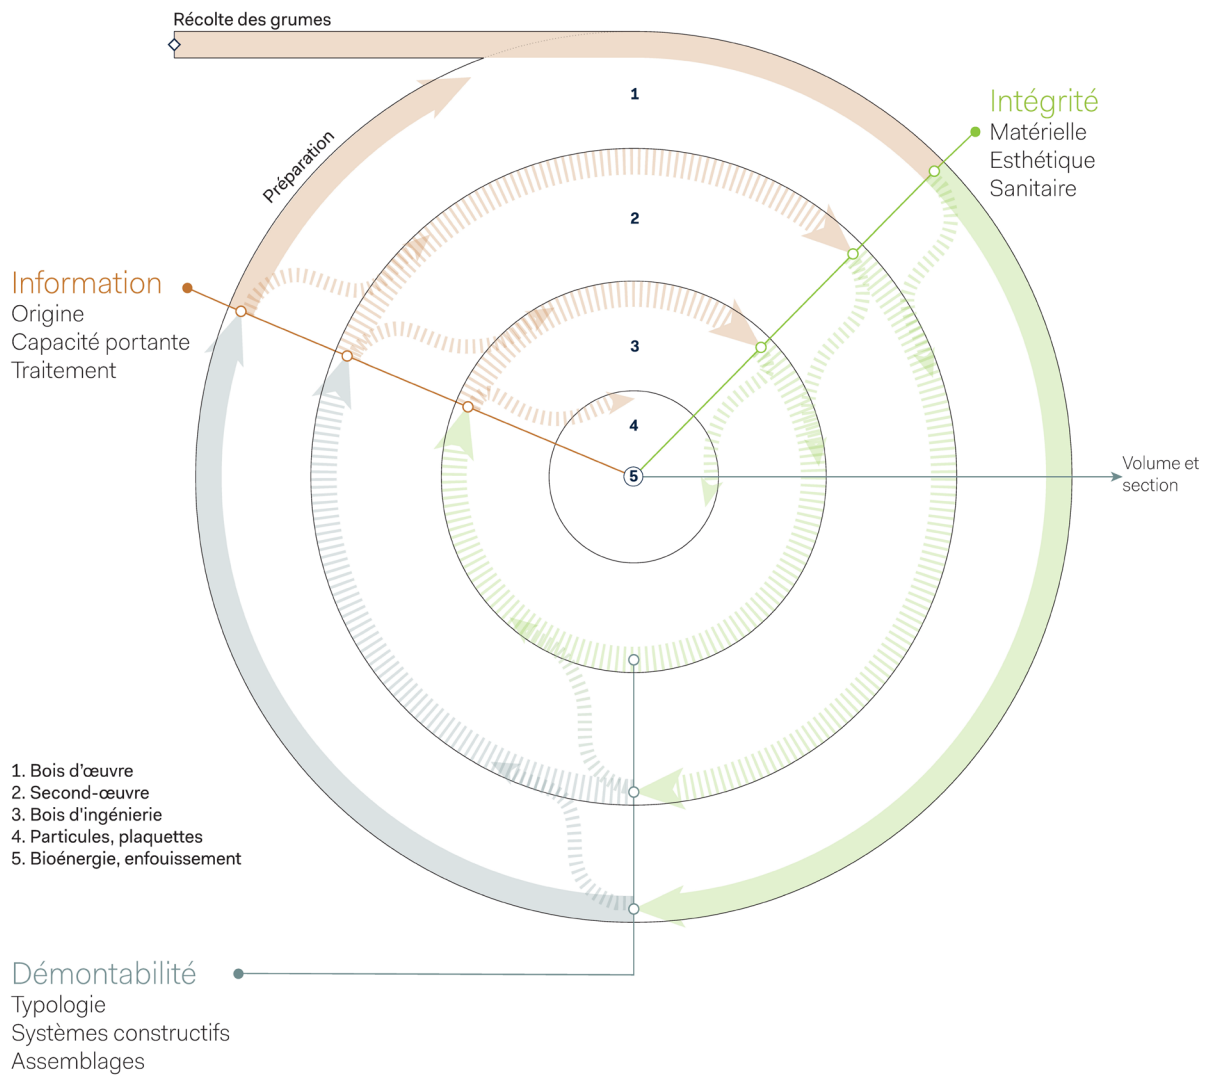 Récolte des grumes
Préparation
1
2
3
4
5
Intégrité
Matérielle
Esthétique
Sanitaire
Information
Origine
Capacité portante
Traitement
Volume et
section
1. Bois d’œuvre
2. Second-œuvre
3. Bois d'ingénierie
4. Particules, plaquettes
5. Bioénergie, enfouissement
Démontabilité
Typologie
Systèmes constructifs
Assemblages